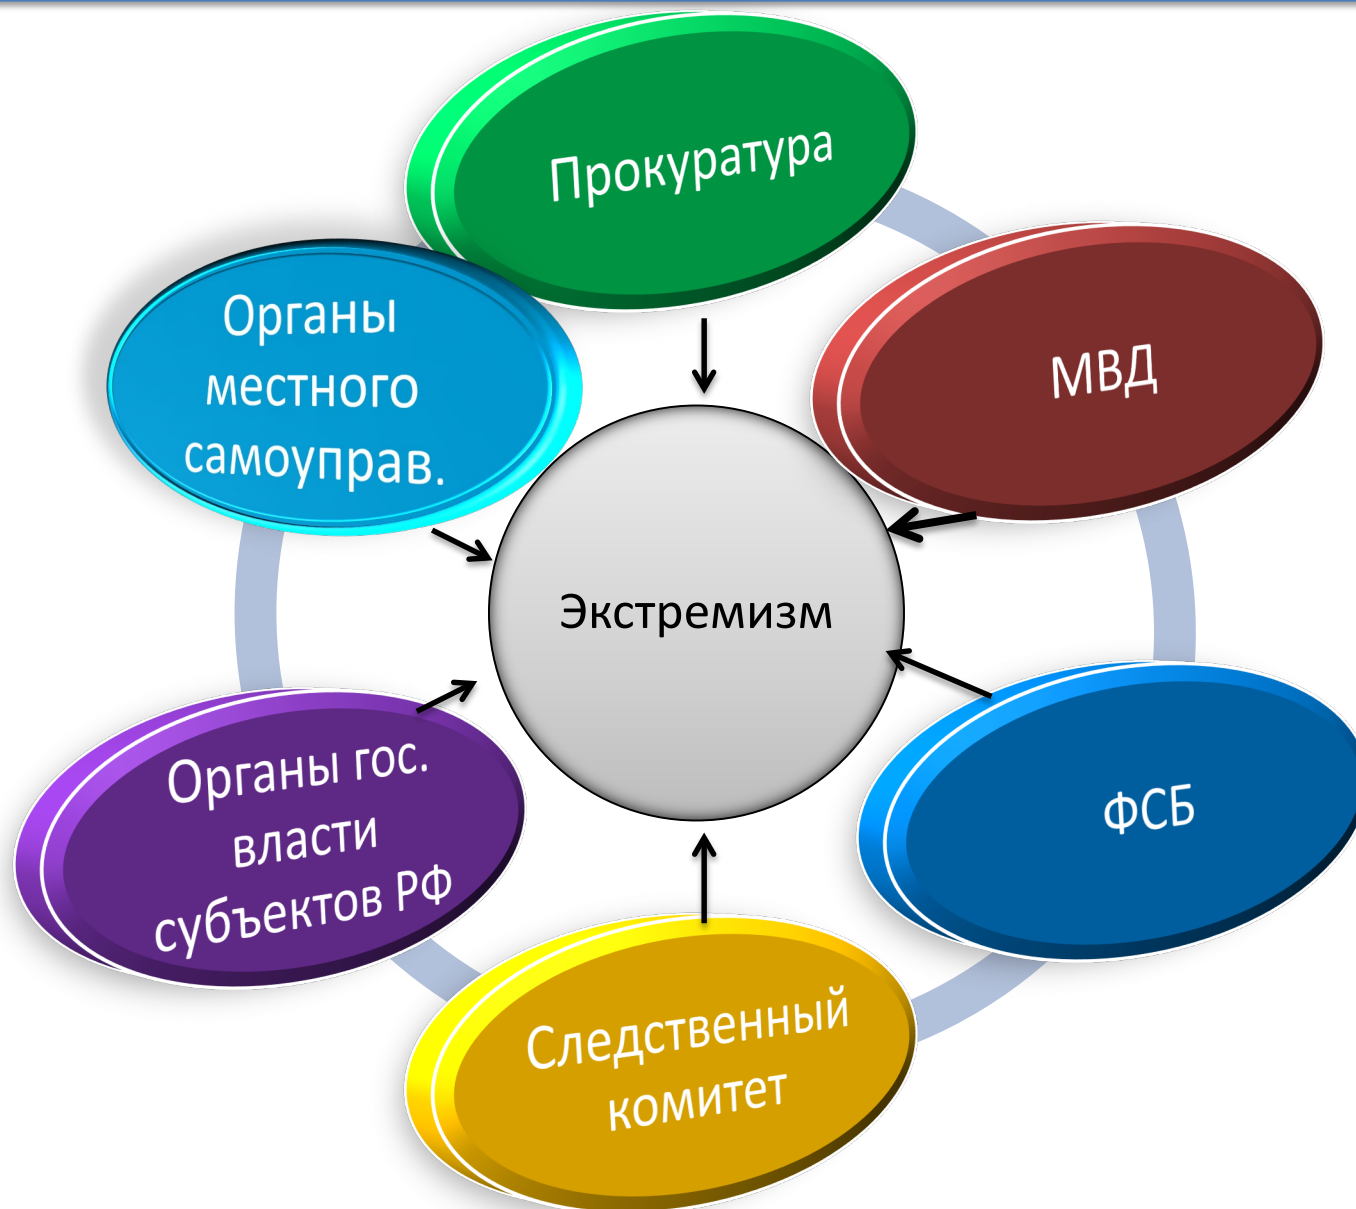 Прокуратура
МВД
ФСБ
Следственный
комитет
Органы гос.
власти
субъектов РФ
Органы
местного
самоуправ.
Экстремизм